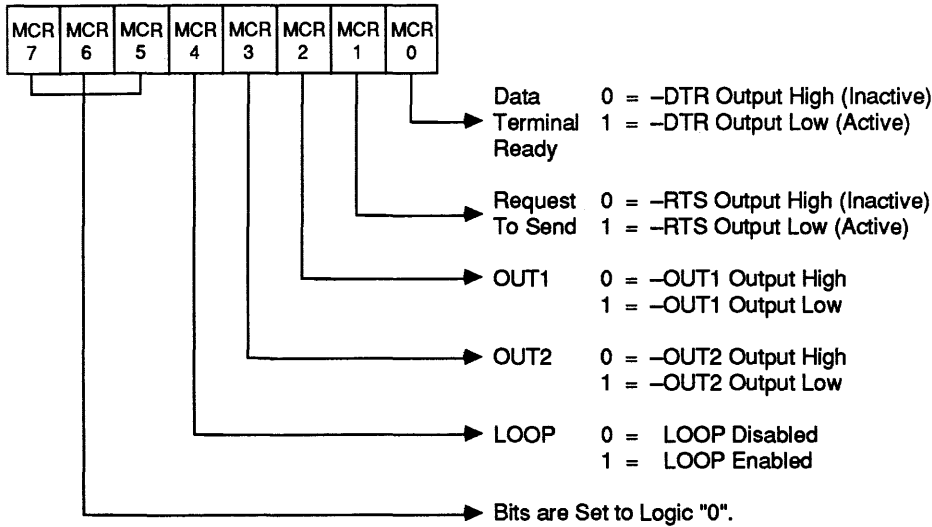 MCR 7 MCR 6 MCR 5 MCR 4 MCR 3 MCR 2 MCR 1 MCR 0
Data 0 = –DTR Output High (Inactive)
Terminal 1 = –DTR Output Low (Active)
Ready
Request 0 = –RTS Output High (Inactive)
To Send 1 = –RTS Output Low (Active)
OUT1 0 = –OUT1 Output High
1 = –OUT1 Output Low
OUT2 0 = –OUT2 Output High
1 = –OUT2 Output Low
LOOP 0 = LOOP Disabled
1 = LOOP Enabled
Bits are Set to Logic "0".